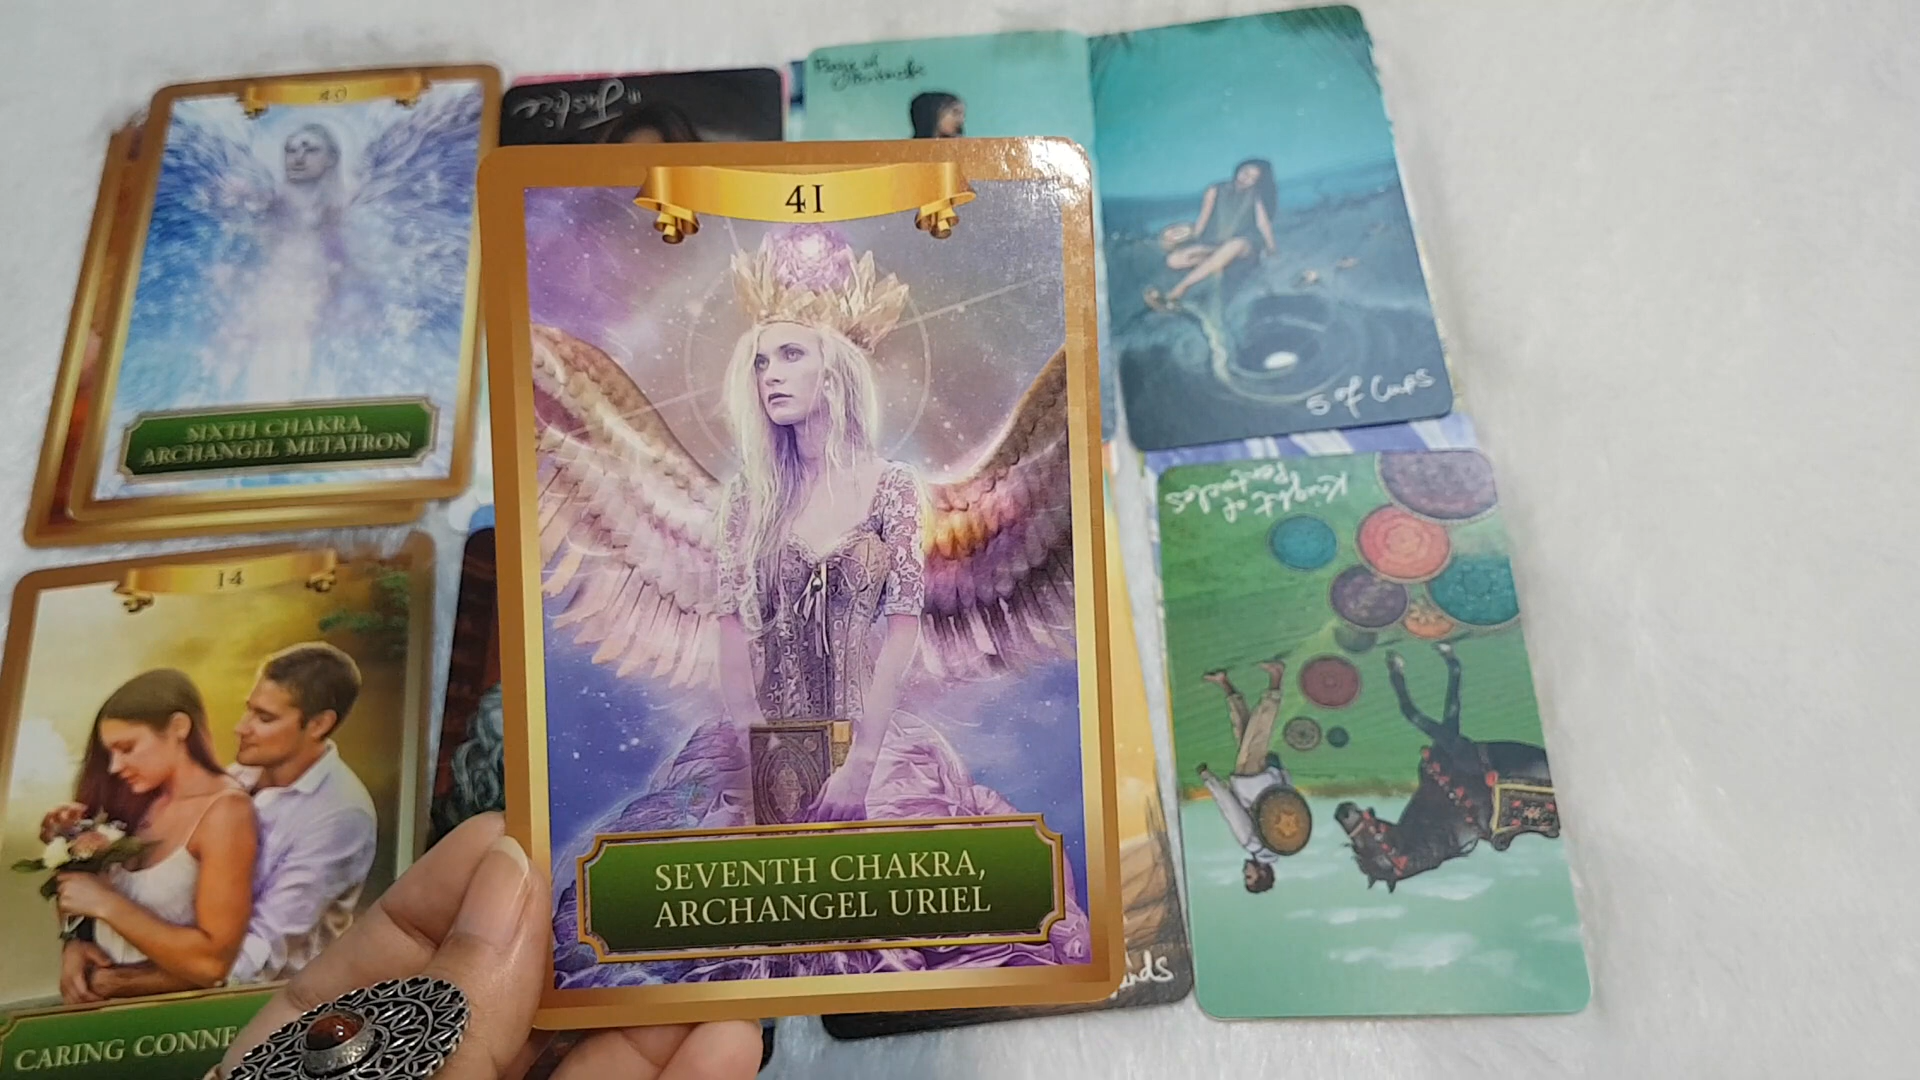 40
SIXTH CHAKRA,
ARCHANGEL METATRON
Justice
Page of
41
SEVENTH CHAKRA,
ARCHANGEL URIEL
5 of Cups
Knight of
Pentacles
14
CARING CONNE
ands